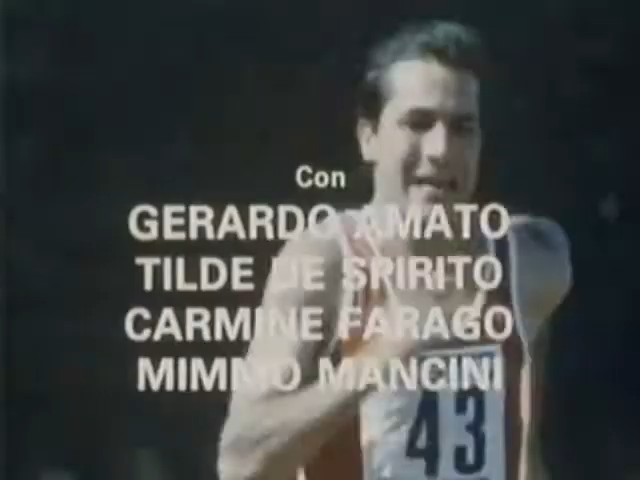 Con
GERARDO AMATO
TILDE DE SPIRITO
CARMINE FARAGO
MIMMO MANCINI
43